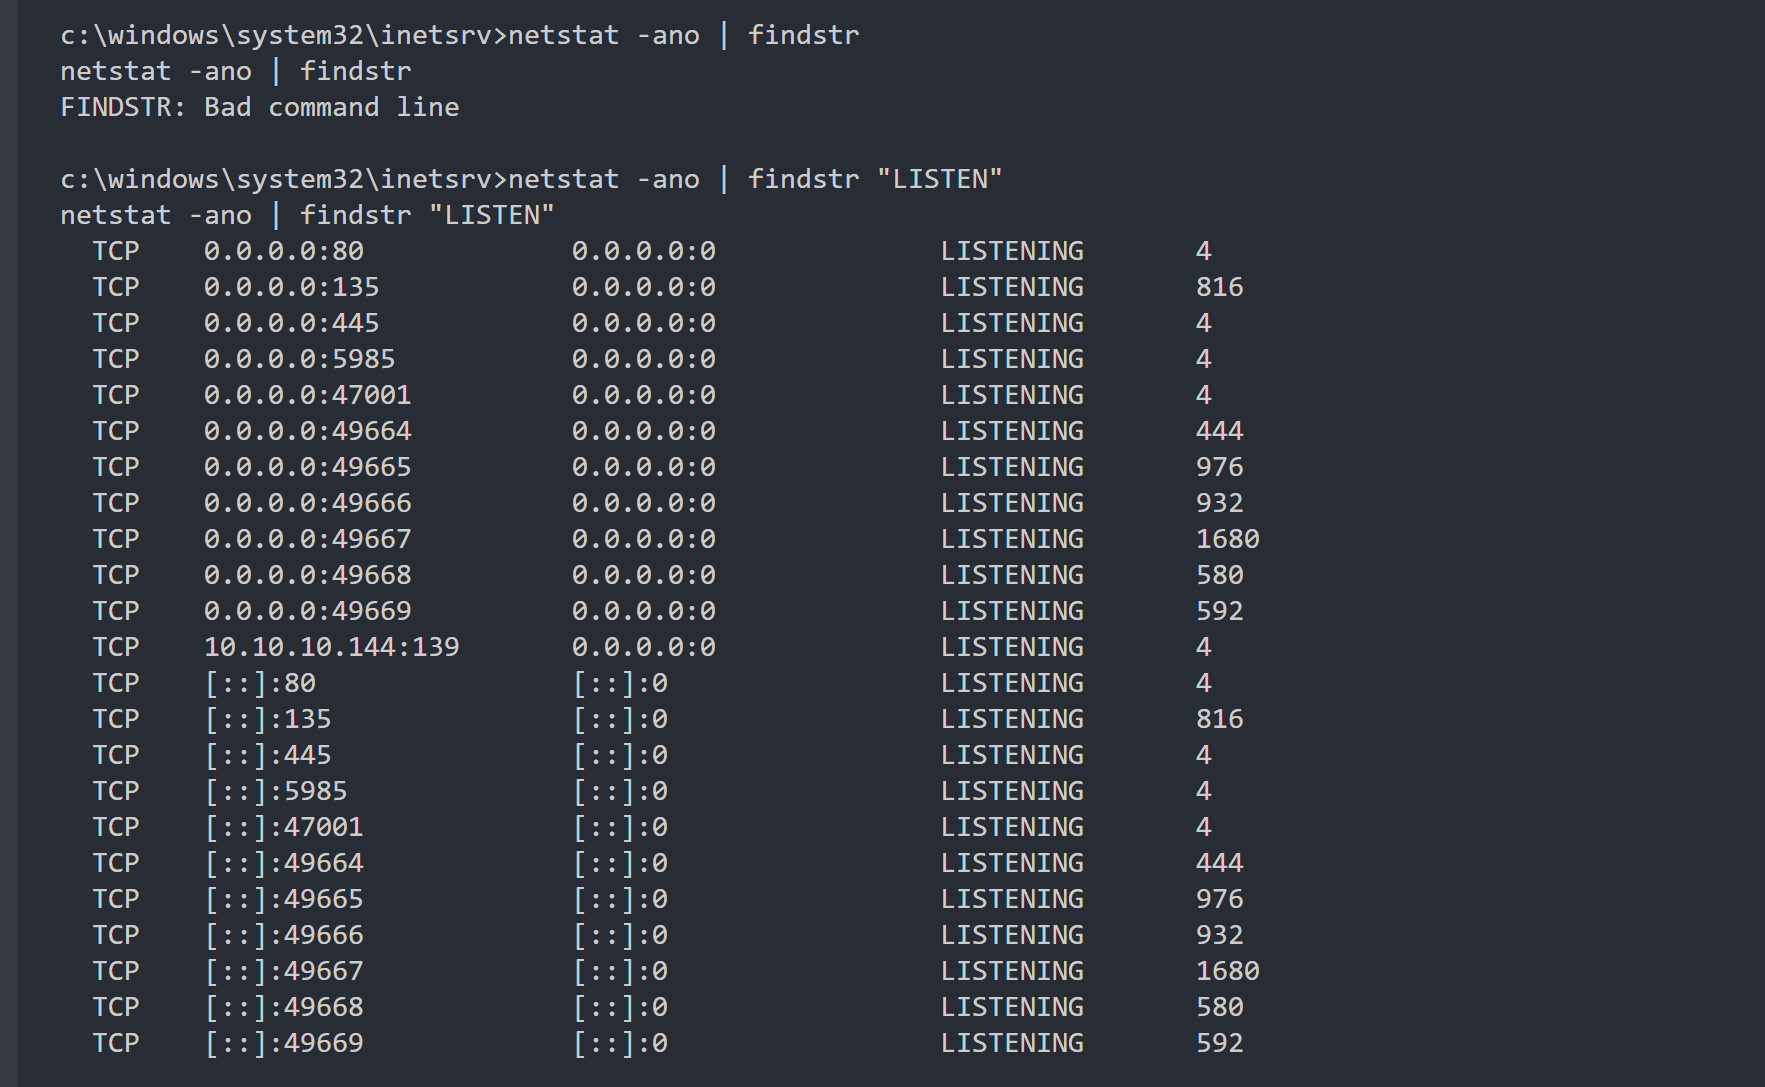 c:\windows\system32\inetsrv>netstat -ano | findstr
netstat -ano | findstr
FINDSTR: Bad command line

c:\windows\system32\inetsrv>netstat -ano | findstr "LISTEN"
netstat -ano | findstr "LISTEN"
  TCP    0.0.0.0:80             0.0.0.0:0              LISTENING       4
  TCP    0.0.0.0:135            0.0.0.0:0              LISTENING       816
  TCP    0.0.0.0:445            0.0.0.0:0              LISTENING       4
  TCP    0.0.0.0:5985           0.0.0.0:0              LISTENING       4
  TCP    0.0.0.0:47001          0.0.0.0:0              LISTENING       4
  TCP    0.0.0.0:49664          0.0.0.0:0              LISTENING       444
  TCP    0.0.0.0:49665          0.0.0.0:0              LISTENING       976
  TCP    0.0.0.0:49666          0.0.0.0:0              LISTENING       932
  TCP    0.0.0.0:49667          0.0.0.0:0              LISTENING       1680
  TCP    0.0.0.0:49668          0.0.0.0:0              LISTENING       580
  TCP    0.0.0.0:49669          0.0.0.0:0              LISTENING       592
  TCP    10.10.10.144:139       0.0.0.0:0              LISTENING       4
  TCP    [::]:80                [::]:0                 LISTENING       4
  TCP    [::]:135               [::]:0                 LISTENING       816
  TCP    [::]:445               [::]:0                 LISTENING       4
  TCP    [::]:5985              [::]:0                 LISTENING       4
  TCP    [::]:47001             [::]:0                 LISTENING       4
  TCP    [::]:49664             [::]:0                 LISTENING       444
  TCP    [::]:49665             [::]:0                 LISTENING       976
  TCP    [::]:49666             [::]:0                 LISTENING       932
  TCP    [::]:49667             [::]:0                 LISTENING       1680
  TCP    [::]:49668             [::]:0                 LISTENING       580
  TCP    [::]:49669             [::]:0                 LISTENING       592